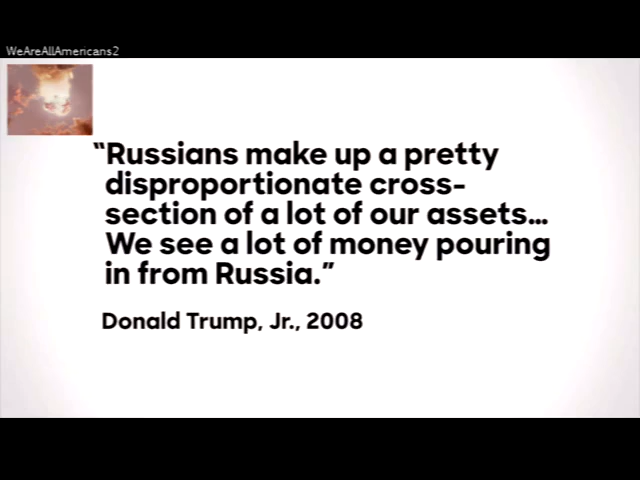 WeAreAllAmericans2
“Russians make up a pretty
disproportionate cross-
section of a lot of our assets...
We see a lot of money pouring
in from Russia.”
Donald Trump, Jr., 2008